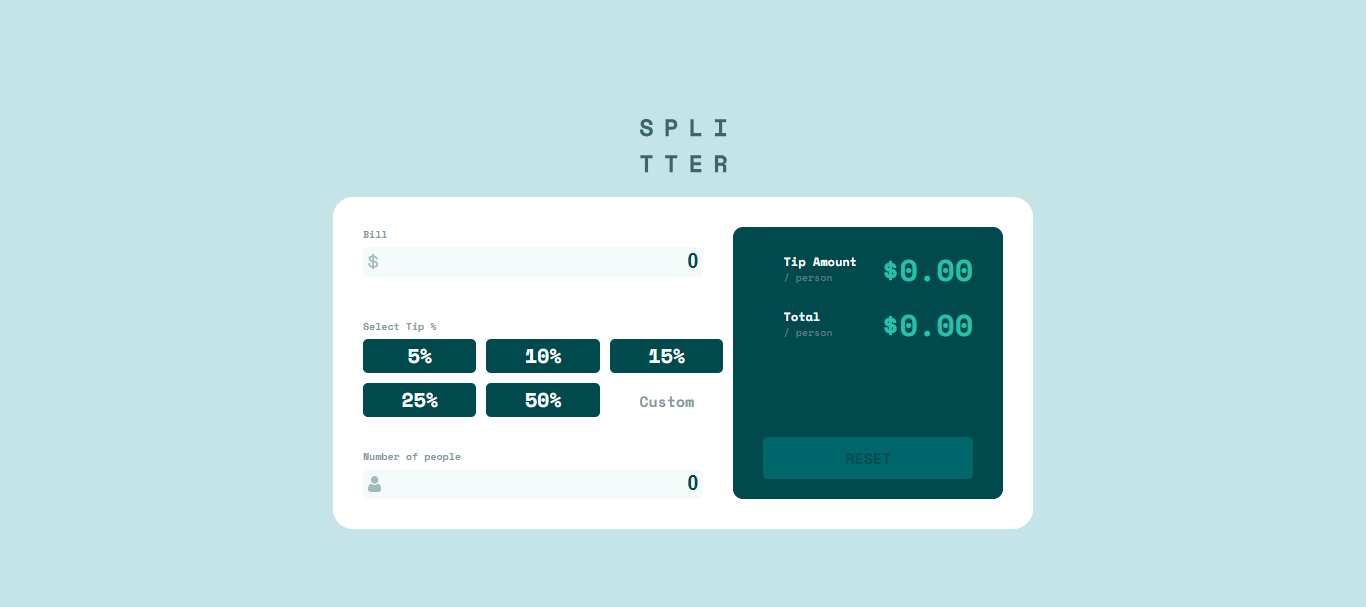 SPLI
TTER
Bill
$ 0
Select Tip %
5% 10% 15%
25% 50% Custom
Number of people
0
Tip Amount
/ person
$0.00
Total
/ person
$0.00
RESET